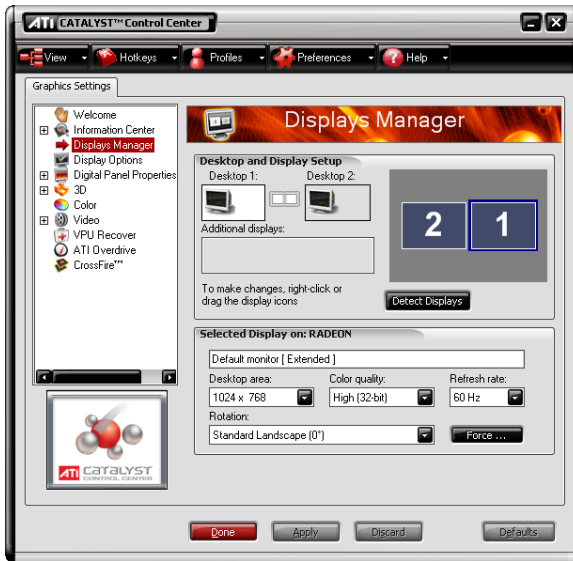 ATI CATALYST™ Control Center
View Hotkeys Profiles Preferences Help
Graphics Settings
Welcome
Information Center
Displays Manager
Display Options
Digital Panel Properties
3D
Color
Video
VPU Recover
ATI Overdrive
CrossFire™
ATI CATALYST
CONTROL CENTER
Displays Manager
Desktop and Display Setup
Desktop 1: Desktop 2:
Additional displays:
To make changes, right-click or
drag the display icons
2 1
Detect Displays
Selected Display on: RADEON
Default monitor [ Extended ]
Desktop area: Color quality: Refresh rate:
1024 x 768 High (32-bit) 60 Hz
Rotation:
Standard Landscape (0°) Force ...
Done Apply Discard Defaults